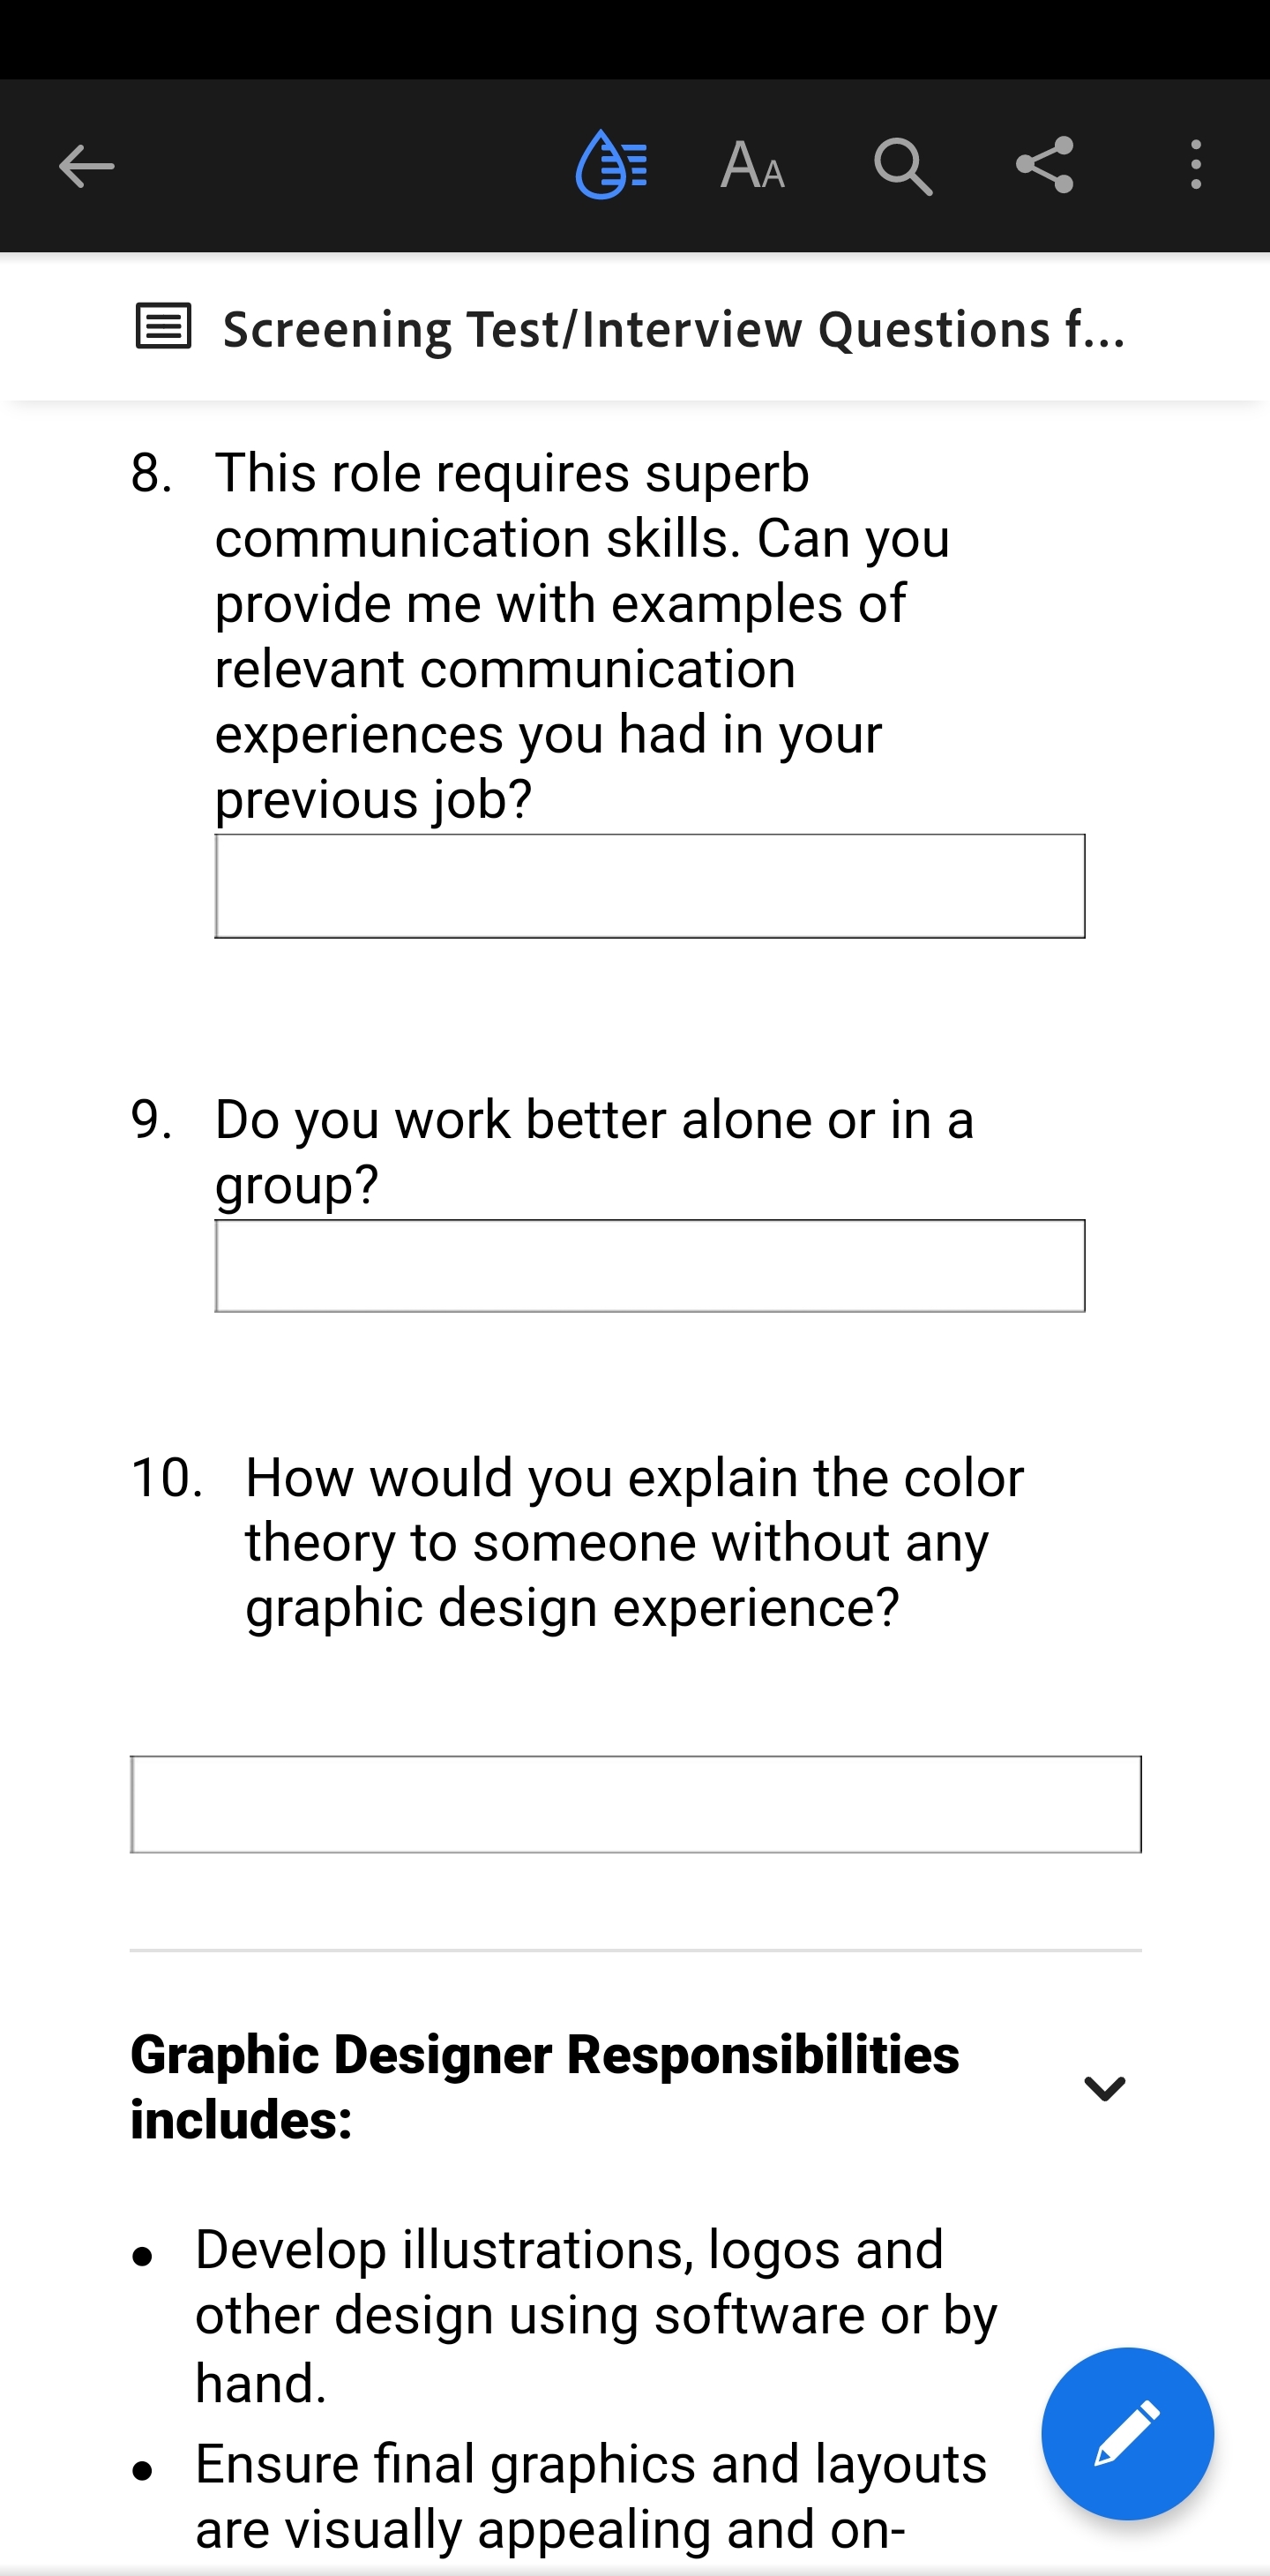 AA
Screening Test/Interview Questions f...
8. This role requires superb
communication skills. Can you
provide me with examples of
relevant communication
experiences you had in your
previous job?
9. Do you work better alone or in a
group?
10. How would you explain the color
theory to someone without any
graphic design experience?
Graphic Designer Responsibilities
includes:
• Develop illustrations, logos and
other design using software or by
hand.
• Ensure final graphics and layouts
are visually appealing and on-